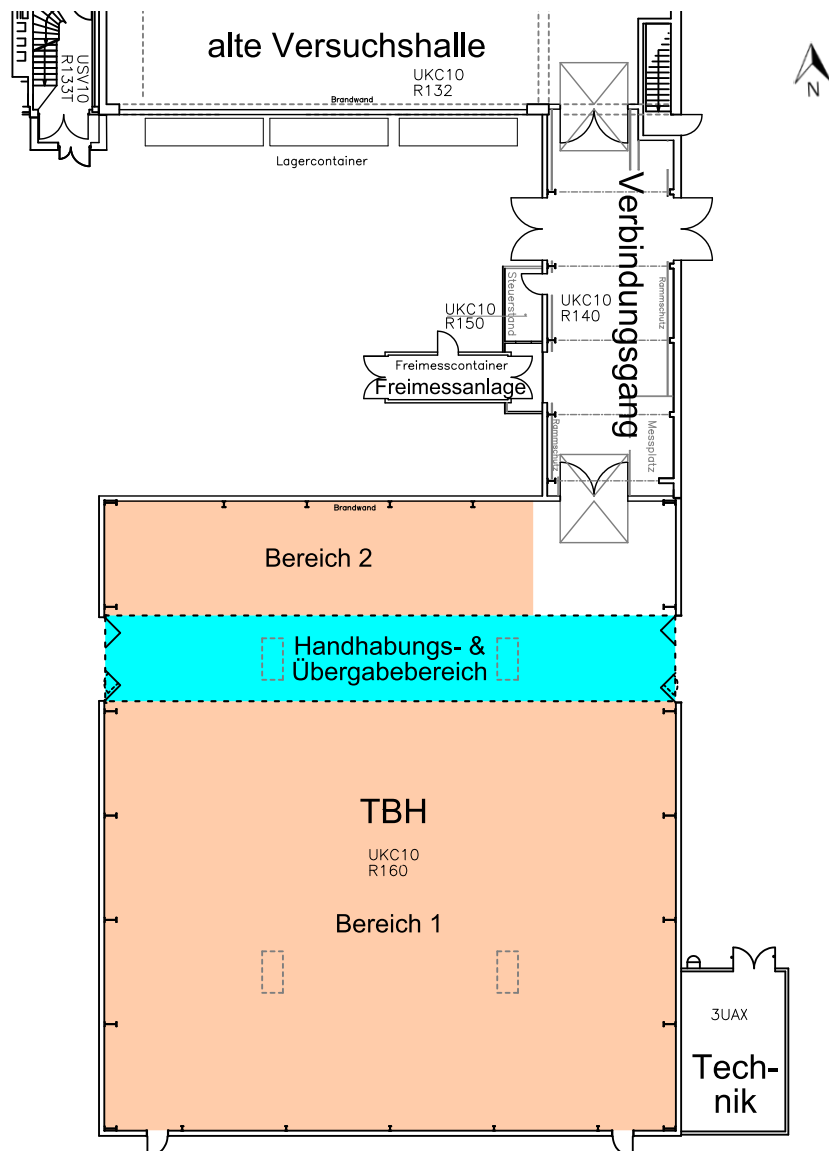 alte Versuchshalle
UKC10
R132
USV10
R133T
Brandwand
N
Lagercontainer
Verbindungsgang
Steuerstand
UKC10
R150
UKC10
R140
Rammschutz
Freimesscontainer
Freimessanlage
Rammschutz
Messplatz
Brandwand
Bereich 2
Handhabungs- &
Übergabebereich
TBH
UKC10
R160
Bereich 1
3UAX
Tech-
nik